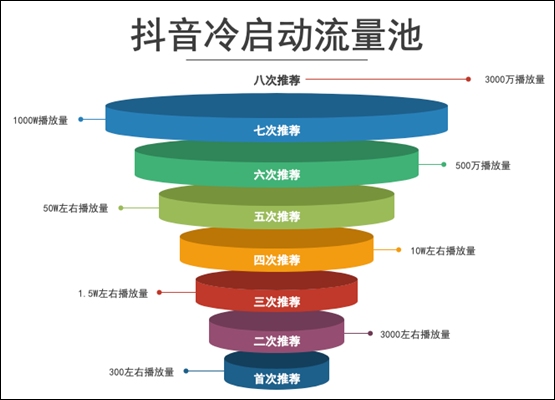 抖音冷启动流量池
八次推荐
3000万播放量
1000W播放量
七次推荐
六次推荐
500万播放量
50W左右播放量
五次推荐
四次推荐
10W左右播放量
1.5W左右播放量
三次推荐
二次推荐
3000左右播放量
300左右播放量
首次推荐